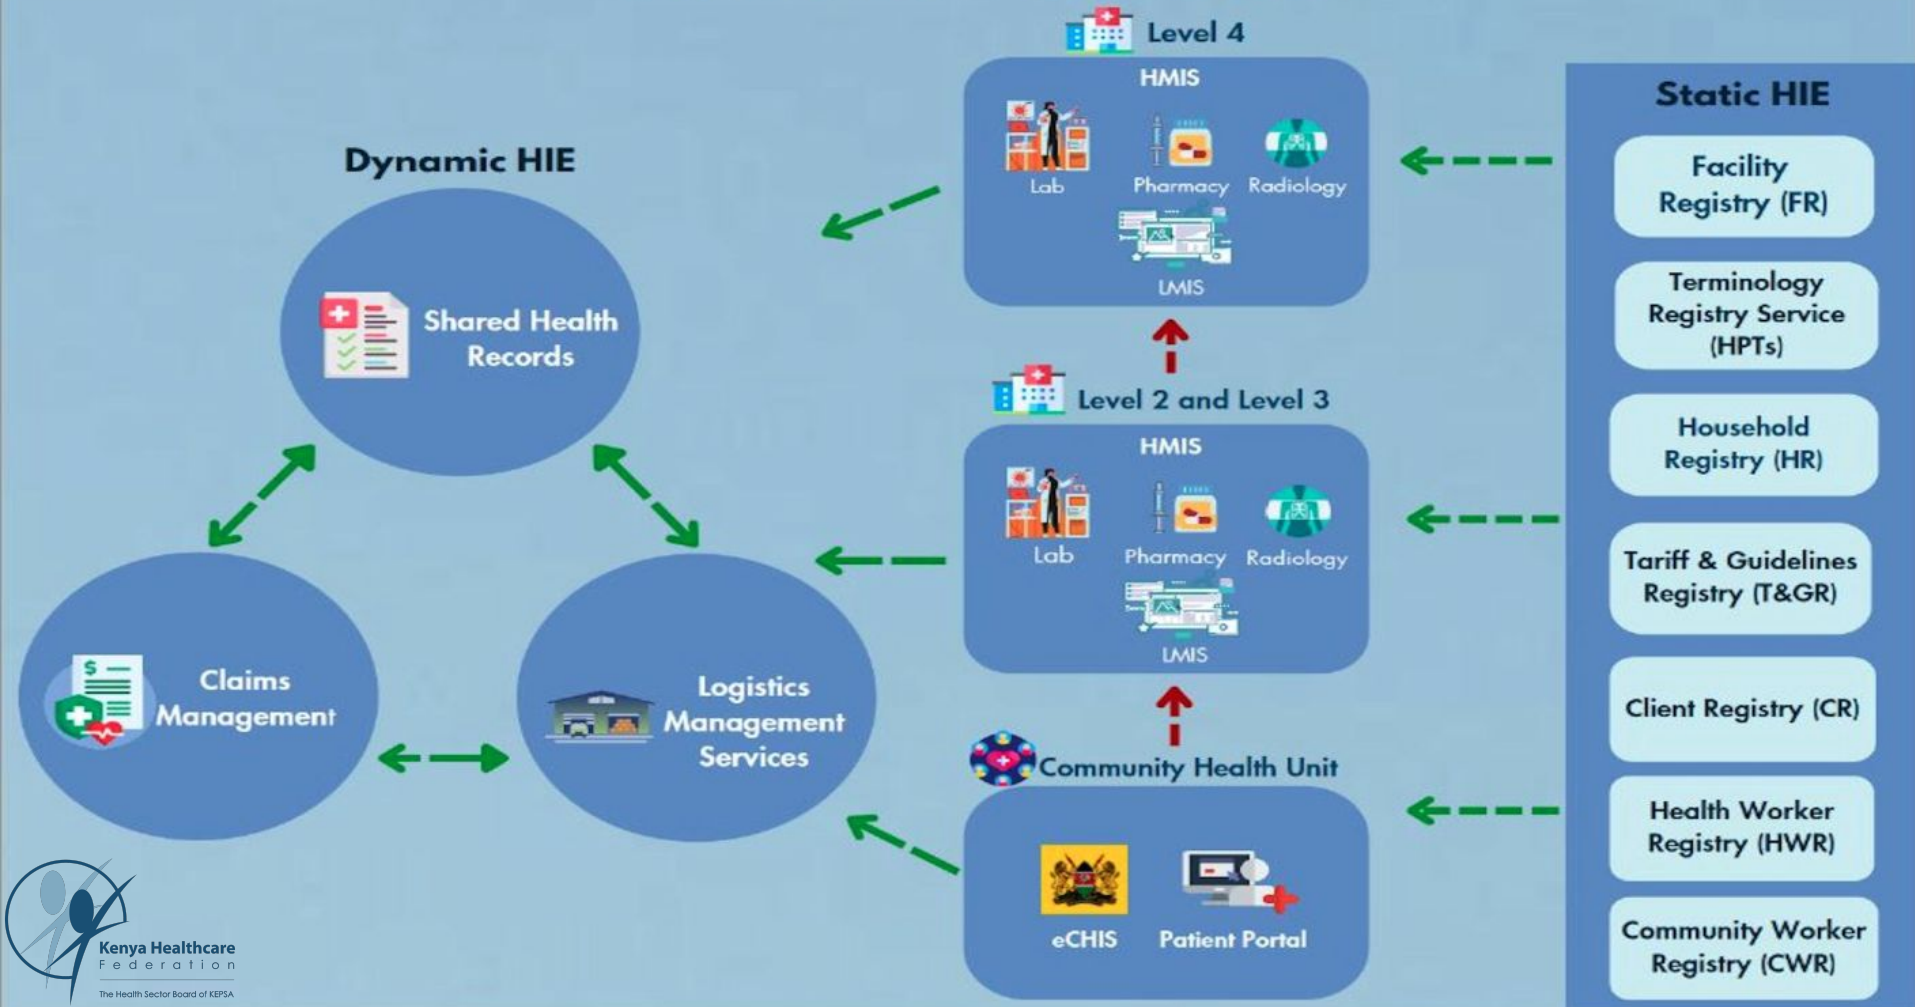 Dynamic HIE
Shared Health
Records
Claims
Management
Logistics
Management
Services
Level 4
HMIS
Lab
Pharmacy
Radiology
LMIS
Level 2 and Level 3
HMIS
Lab
Pharmacy
Radiology
LMIS
Community Health Unit
eCHIS
Patient Portal
Static HIE
Facility
Registry (FR)
Terminology
Registry Service
(HPTs)
Household
Registry (HR)
Tariff & Guidelines
Registry (T&GR)
Client Registry (CR)
Health Worker
Registry (HWR)
Community Worker
Registry (CWR)
$
Kenya Healthcare
Federation
The Health Sector Board of KEPSA